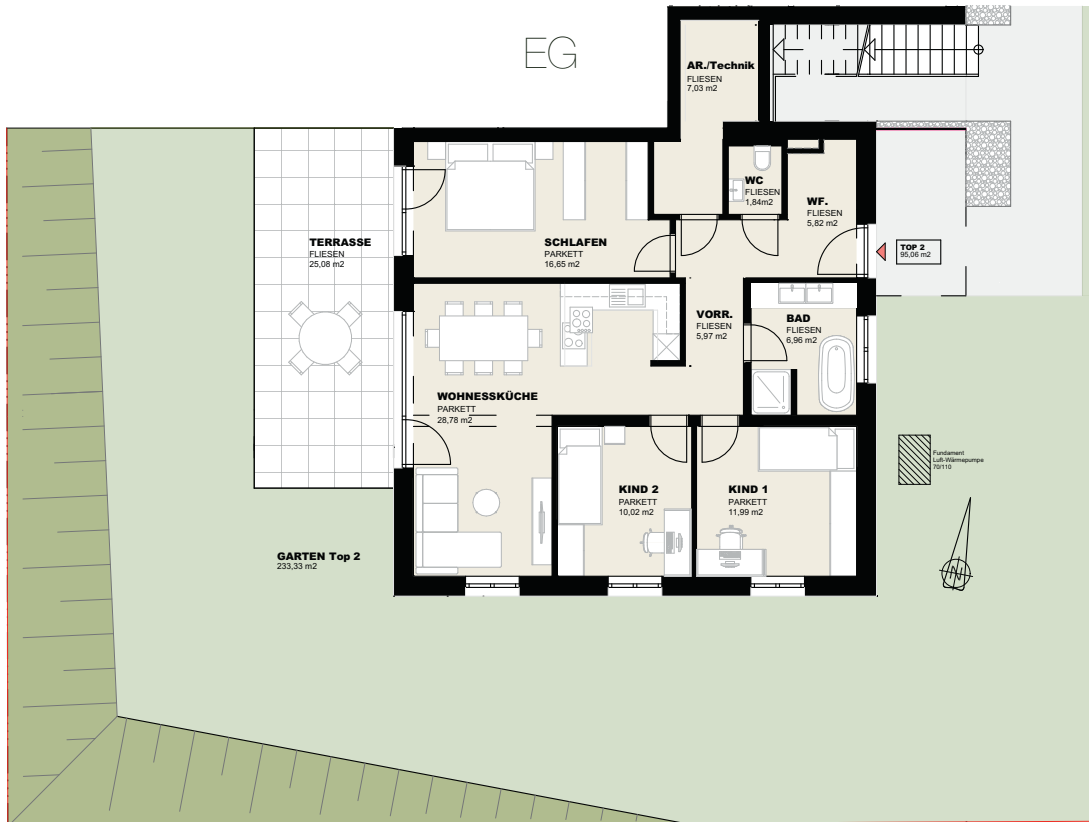 EG
AR./Technik
FLIESEN
7,03 m2
WC
FLIESEN
1,84m2
WF.
FLIESEN
5,82 m2
TERRASSE
FLIESEN
25,08 m2
SCHLAFEN
PARKETT
16,65 m2
TOP 2
95,06 m2
VORR.
FLIESEN
5,97 m2
BAD
FLIESEN
6,96 m2
WOHNESSKÜCHE
PARKETT
28,78 m2
Fundament
Luft-Wärmepumpe
70/110
KIND 2
PARKETT
10,02 m2
KIND 1
PARKETT
11,99 m2
GARTEN Top 2
233,33 m2
N